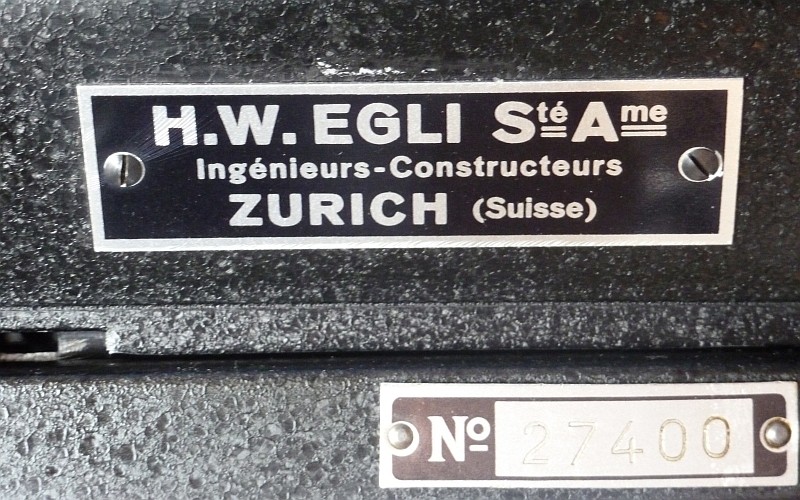 H.W. EGLI Sté Ame
Ingénieurs-Constructeurs
ZURICH (Suisse)
Nº 27400